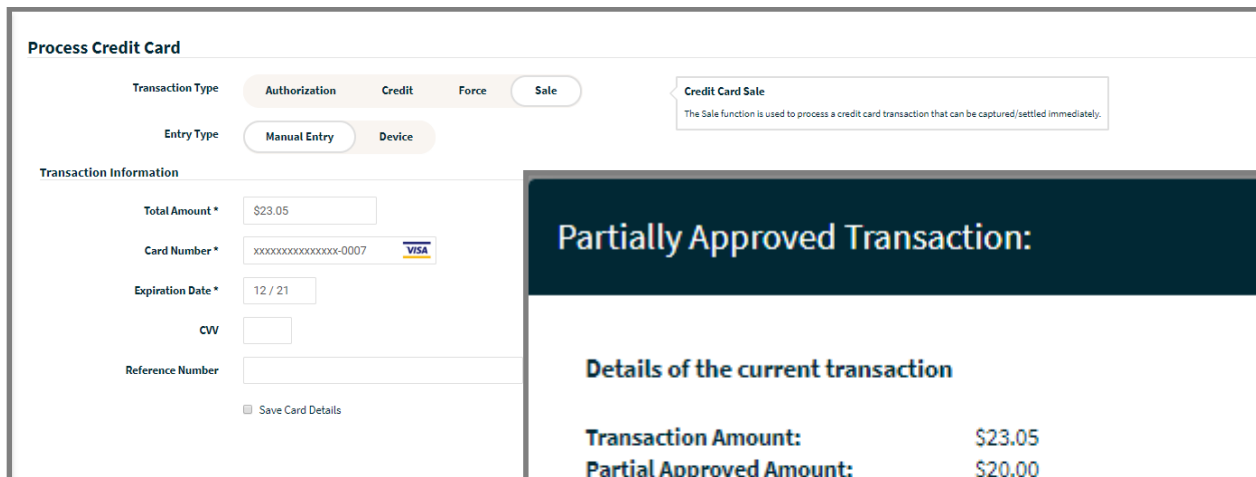 Process Credit Card
Transaction Type Authorization Credit Force Sale
Credit Card Sale
The Sale function is used to process a credit card transaction that can be captured/settled immediately.
Entry Type Manual Entry Device
Transaction Information
Total Amount * $23.05
Card Number * xxxxxxxxxxxxxxx-0007 VISA
Expiration Date * 12 / 21
CVV
Reference Number
Save Card Details
Partially Approved Transaction:
Details of the current transaction
Transaction Amount: $23.05
Partial Approved Amount: $20.00